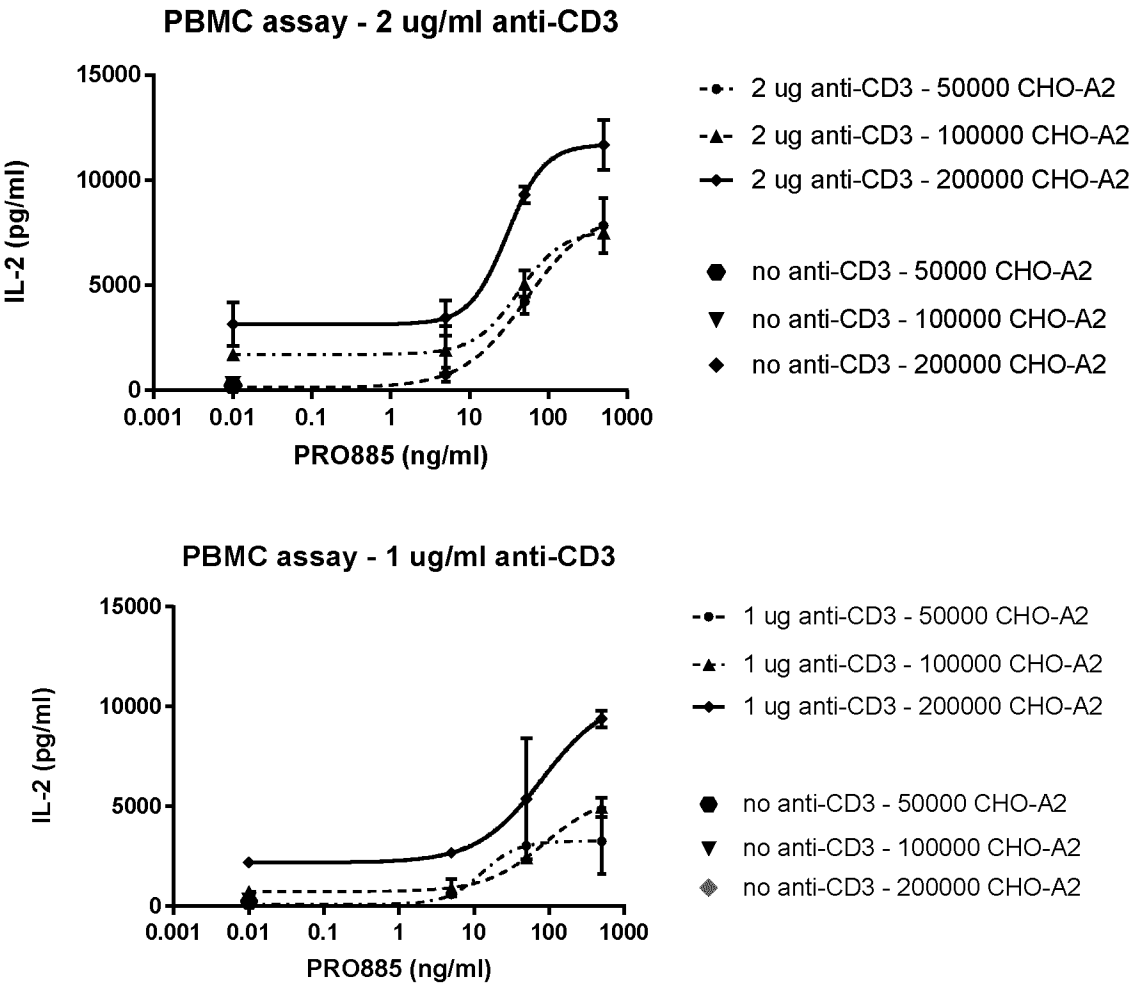 PBMC assay - 2 ug/ml anti-CD3
15000
10000
5000
0
IL-2 (pg/ml)
0.001 0.01 0.1 1 10 100 1000
PRO885 (ng/ml)
2 ug anti-CD3 - 50000 CHO-A2
2 ug anti-CD3 - 100000 CHO-A2
2 ug anti-CD3 - 200000 CHO-A2
no anti-CD3 - 50000 CHO-A2
no anti-CD3 - 100000 CHO-A2
no anti-CD3 - 200000 CHO-A2
PBMC assay - 1 ug/ml anti-CD3
15000
10000
5000
0
IL-2 (pg/ml)
0.001 0.01 0.1 1 10 100 1000
PRO885 (ng/ml)
1 ug anti-CD3 - 50000 CHO-A2
1 ug anti-CD3 - 100000 CHO-A2
1 ug anti-CD3 - 200000 CHO-A2
no anti-CD3 - 50000 CHO-A2
no anti-CD3 - 100000 CHO-A2
no anti-CD3 - 200000 CHO-A2